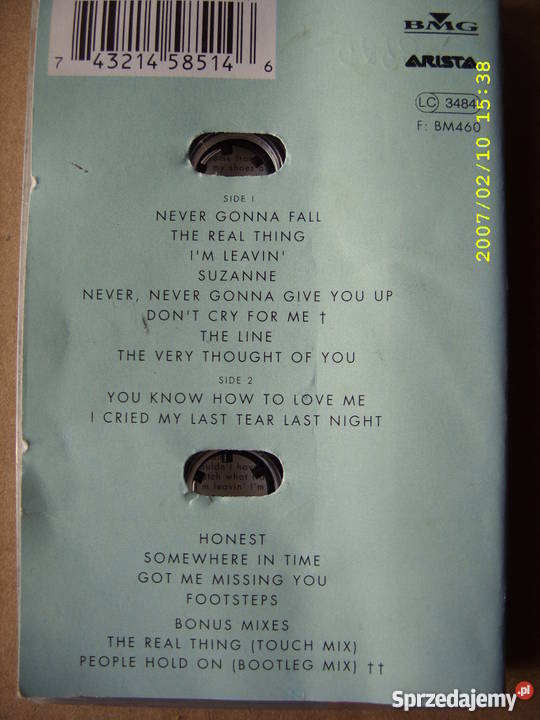 7 43214 58514 6
BMG
ARISTA
LC 3484
F: BM460
2007/02/10 15:38
my shoes
SIDE 1
NEVER GONNA FALL
THE REAL THING
I'M LEAVIN'
SUZANNE
NEVER, NEVER GONNA GIVE YOU UP
DON'T CRY FOR ME †
THE LINE
THE VERY THOUGHT OF YOU
SIDE 2
YOU KNOW HOW TO LOVE ME
I CRIED MY LAST TEAR LAST NIGHT
what
leavin' I'm
HONEST
SOMEWHERE IN TIME
GOT ME MISSING YOU
FOOTSTEPS
BONUS MIXES
THE REAL THING (TOUCH MIX)
PEOPLE HOLD ON (BOOTLEG MIX) ††
Sprzedajemy.pl